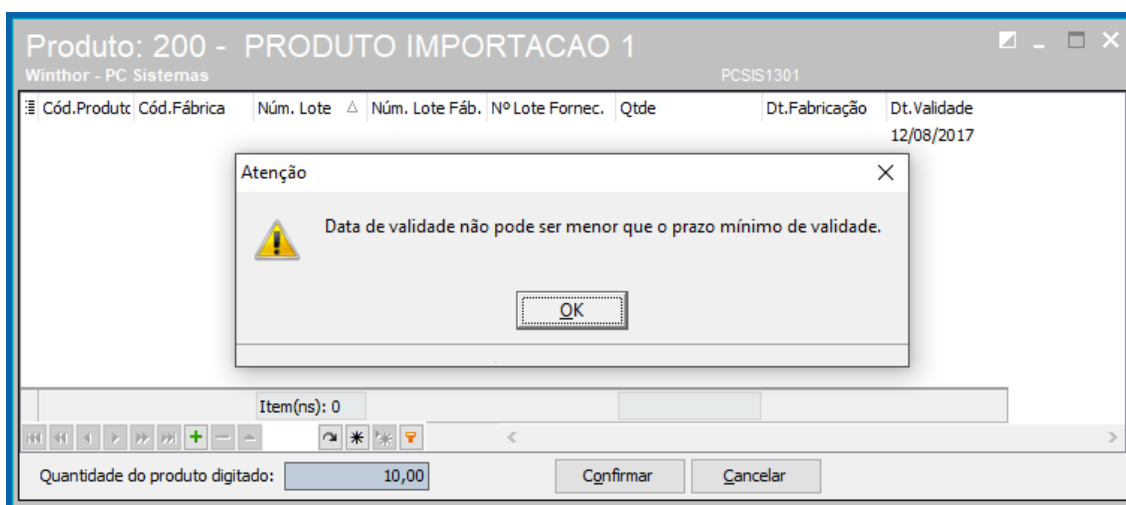 Produto: 200 - PRODUTO IMPORTACAO 1
Winthor - PC Sistemas PCSIS1301
Cód.Produtc Cód.Fábrica Núm. Lote Núm. Lote Fáb. Nº Lote Fornec. Qtde Dt.Fabricação Dt.Validade
12/08/2017
Atenção
Data de validade não pode ser menor que o prazo mínimo de validade.
OK
Item(ns): 0
Quantidade do produto digitado: 10,00 Confirmar Cancelar